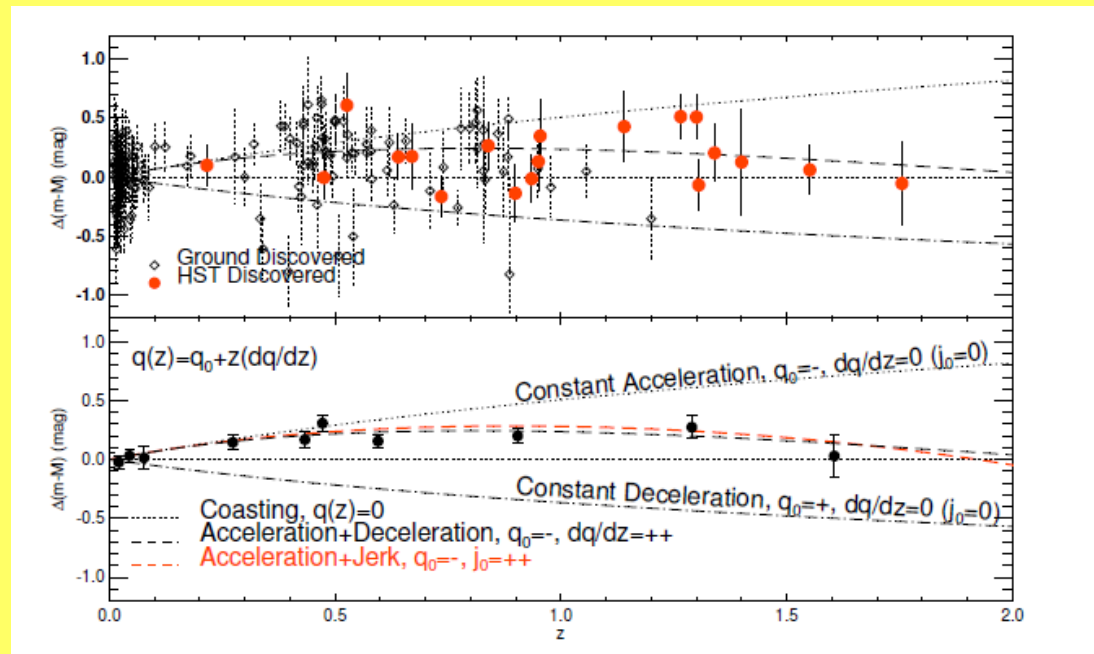 1.0
0.5
0.0
-0.5
-1.0
Δ(m-M) (mag)
Ground Discovered
HST Discovered
1.0
0.5
0.0
-0.5
-1.0
Δ(m-M) (mag)
q(z)=q₀+z(dq/dz)
Constant Acceleration, q₀=-, dq/dz=0 (j₀=0)
Constant Deceleration, q₀=+, dq/dz=0 (j₀=0)
Coasting, q(z)=0
Acceleration+Deceleration, q₀=-, dq/dz=++
Acceleration+Jerk, q₀=-, j₀=++
0.0 0.5 1.0 1.5 2.0
z